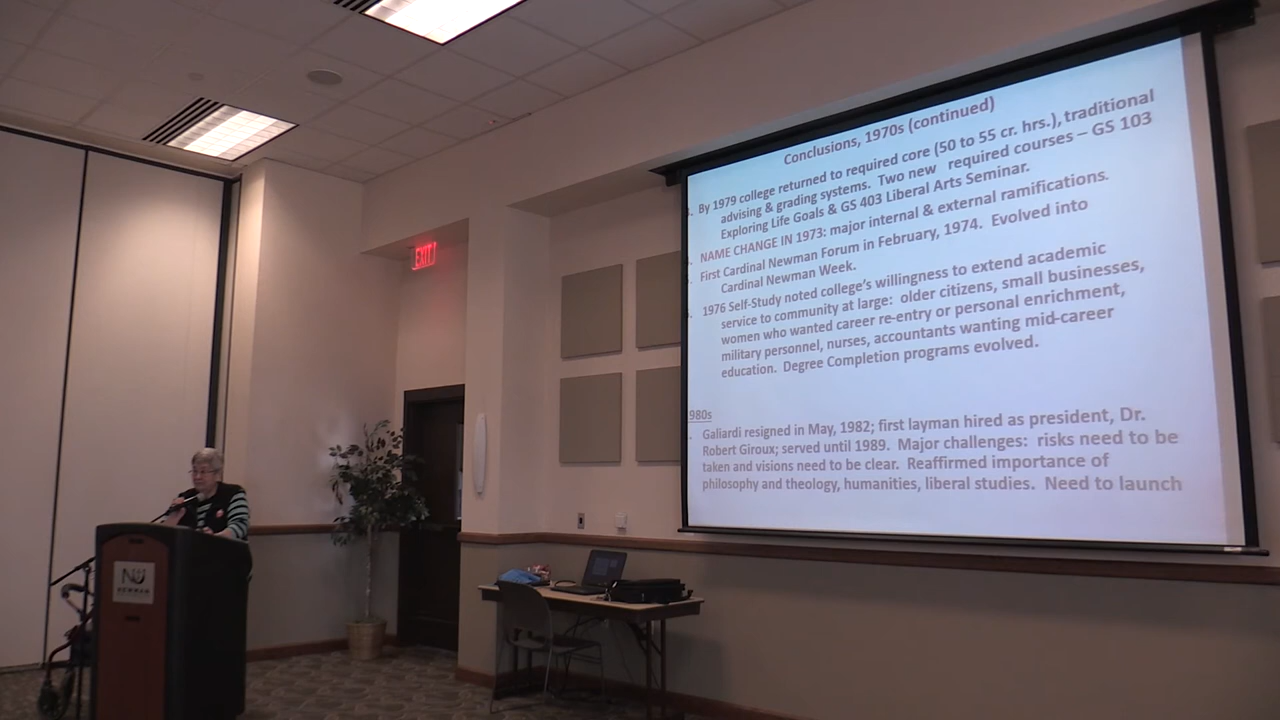 EXIT
NU
NEWMAN
Conclusions, 1970s (continued)
By 1979 college returned to required core (50 to 55 cr. hrs.), traditional
advising & grading systems. Two new required courses – GS 103
Exploring Life Goals & GS 403 Liberal Arts Seminar.
NAME CHANGE IN 1973: major internal & external ramifications.
First Cardinal Newman Forum in February, 1974. Evolved into
Cardinal Newman Week.
1976 Self-Study noted college's willingness to extend academic
service to community at large: older citizens, small businesses,
women who wanted career re-entry or personal enrichment,
military personnel, nurses, accountants wanting mid-career
education. Degree Completion programs evolved.
980s
Galiardi resigned in May, 1982; first layman hired as president, Dr.
Robert Giroux; served until 1989. Major challenges: risks need to be
taken and visions need to be clear. Reaffirmed importance of
philosophy and theology, humanities, liberal studies. Need to launch